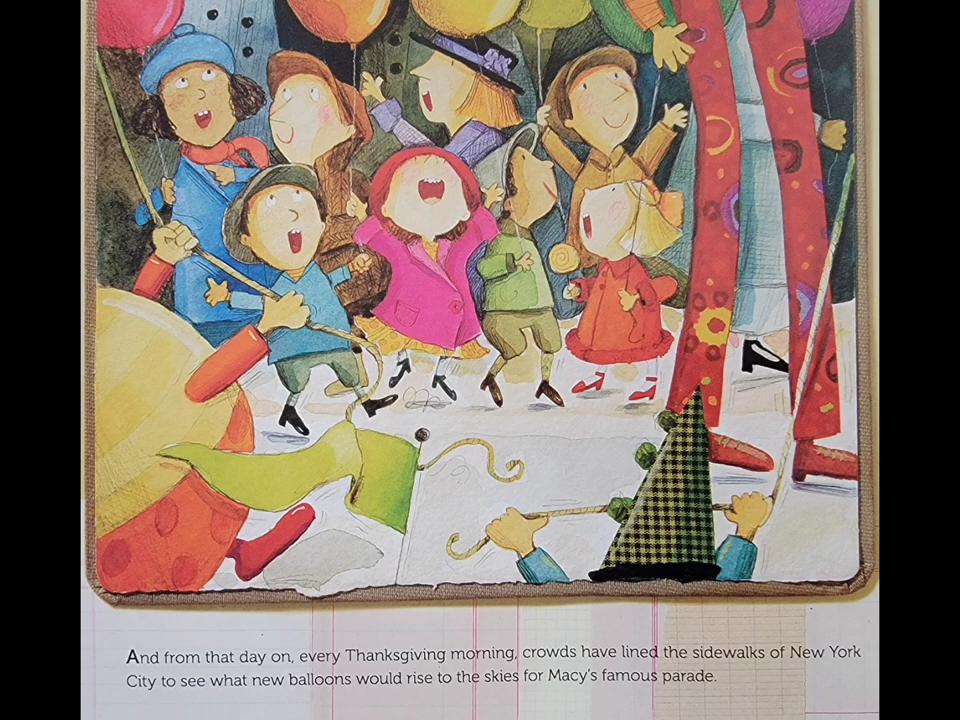 And from that day on, every Thanksgiving morning, crowds have lined the sidewalks of New York
City to see what new balloons would rise to the skies for Macy's famous parade.